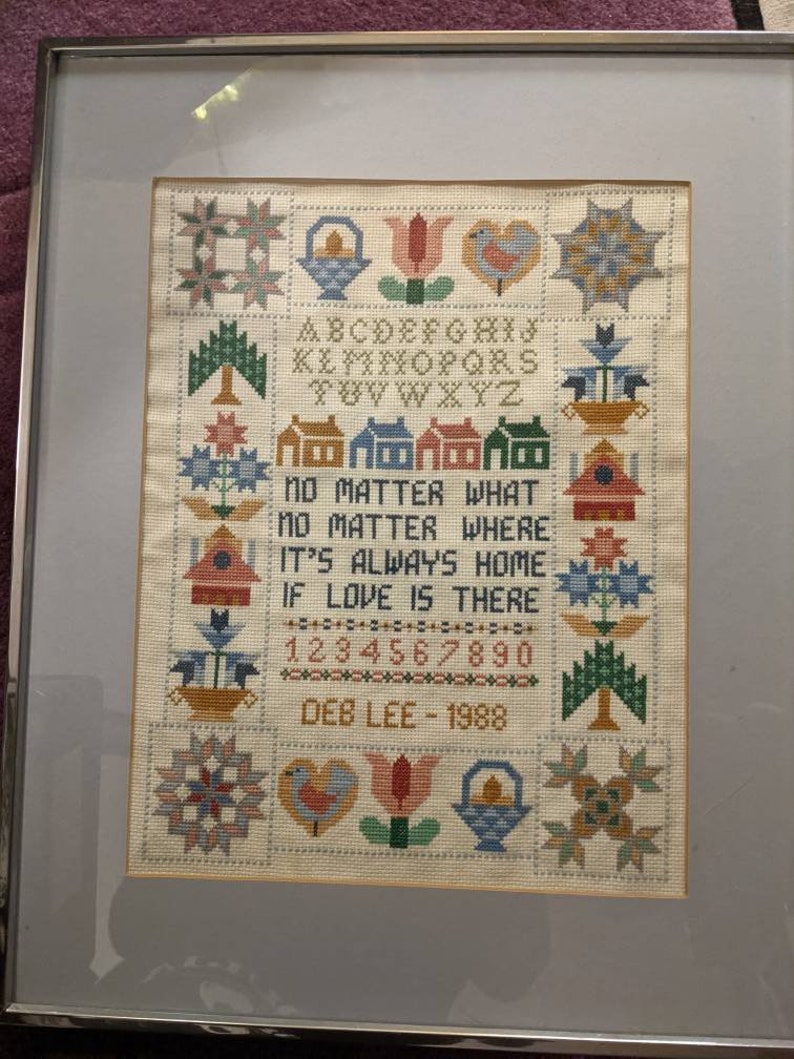 ABCDEFGHIJ
KLMNOPQRS
TUVWXYZ
NO MATTER WHAT
NO MATTER WHERE
IT'S ALWAYS HOME
IF LOVE IS THERE
1234567890
DEB LEE - 1988